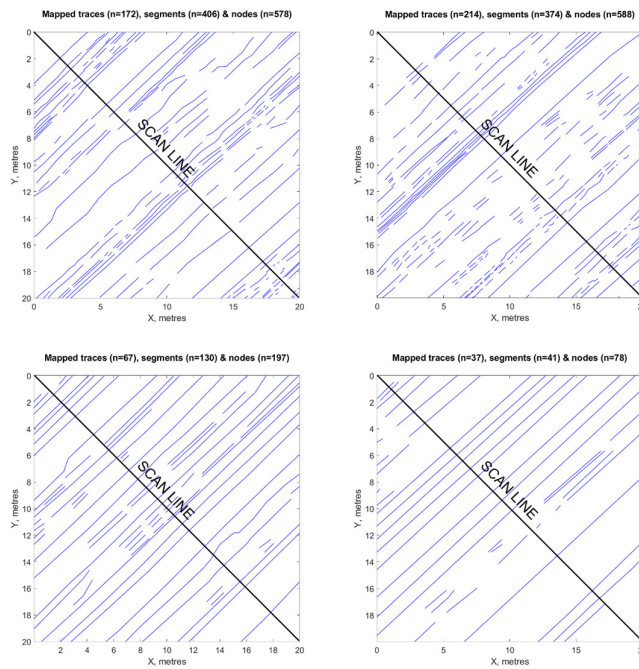 Mapped traces (n=172), segments (n=406) & nodes (n=578)
0
2
4
6
8
10
12
14
16
18
20
Y, metres
SCAN LINE
0 5 10 15 20
X, metres
Mapped traces (n=214), segments (n=374) & nodes (n=588)
0
2
4
6
8
10
12
14
16
18
Y, metres
SCAN LINE
0 5 10 15
X, metres
Mapped traces (n=67), segments (n=130) & nodes (n=197)
0
2
4
6
8
10
12
14
16
18
20
Y, metres
SCAN LINE
2 4 6 8 10 12 14 16 18 20
X, metres
Mapped traces (n=37), segments (n=41) & nodes (n=78)
0
2
4
6
8
10
12
14
16
18
Y, metres
SCAN LINE
0 5 10 15
X, metres